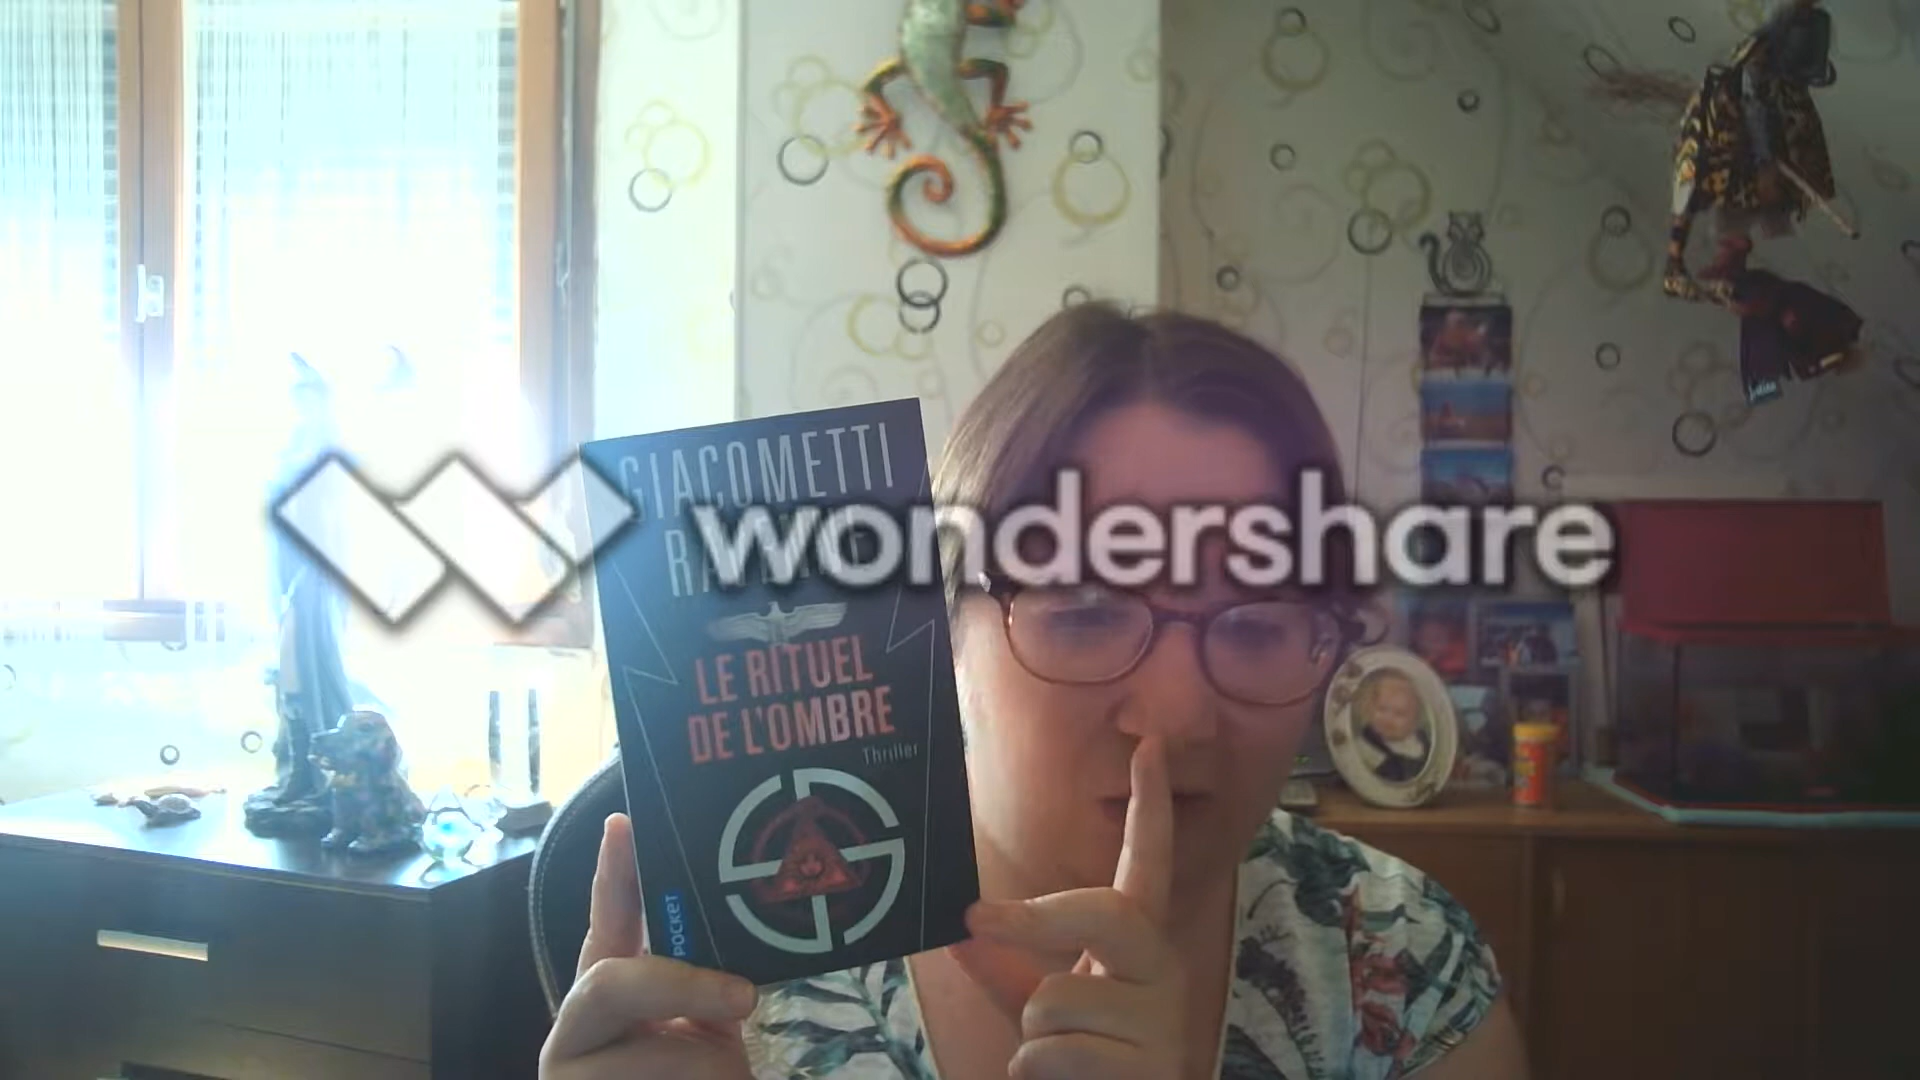 GIACOMETTI
wondershare
LE RITUEL
DE L'OMBRE
Thriller
POCKET